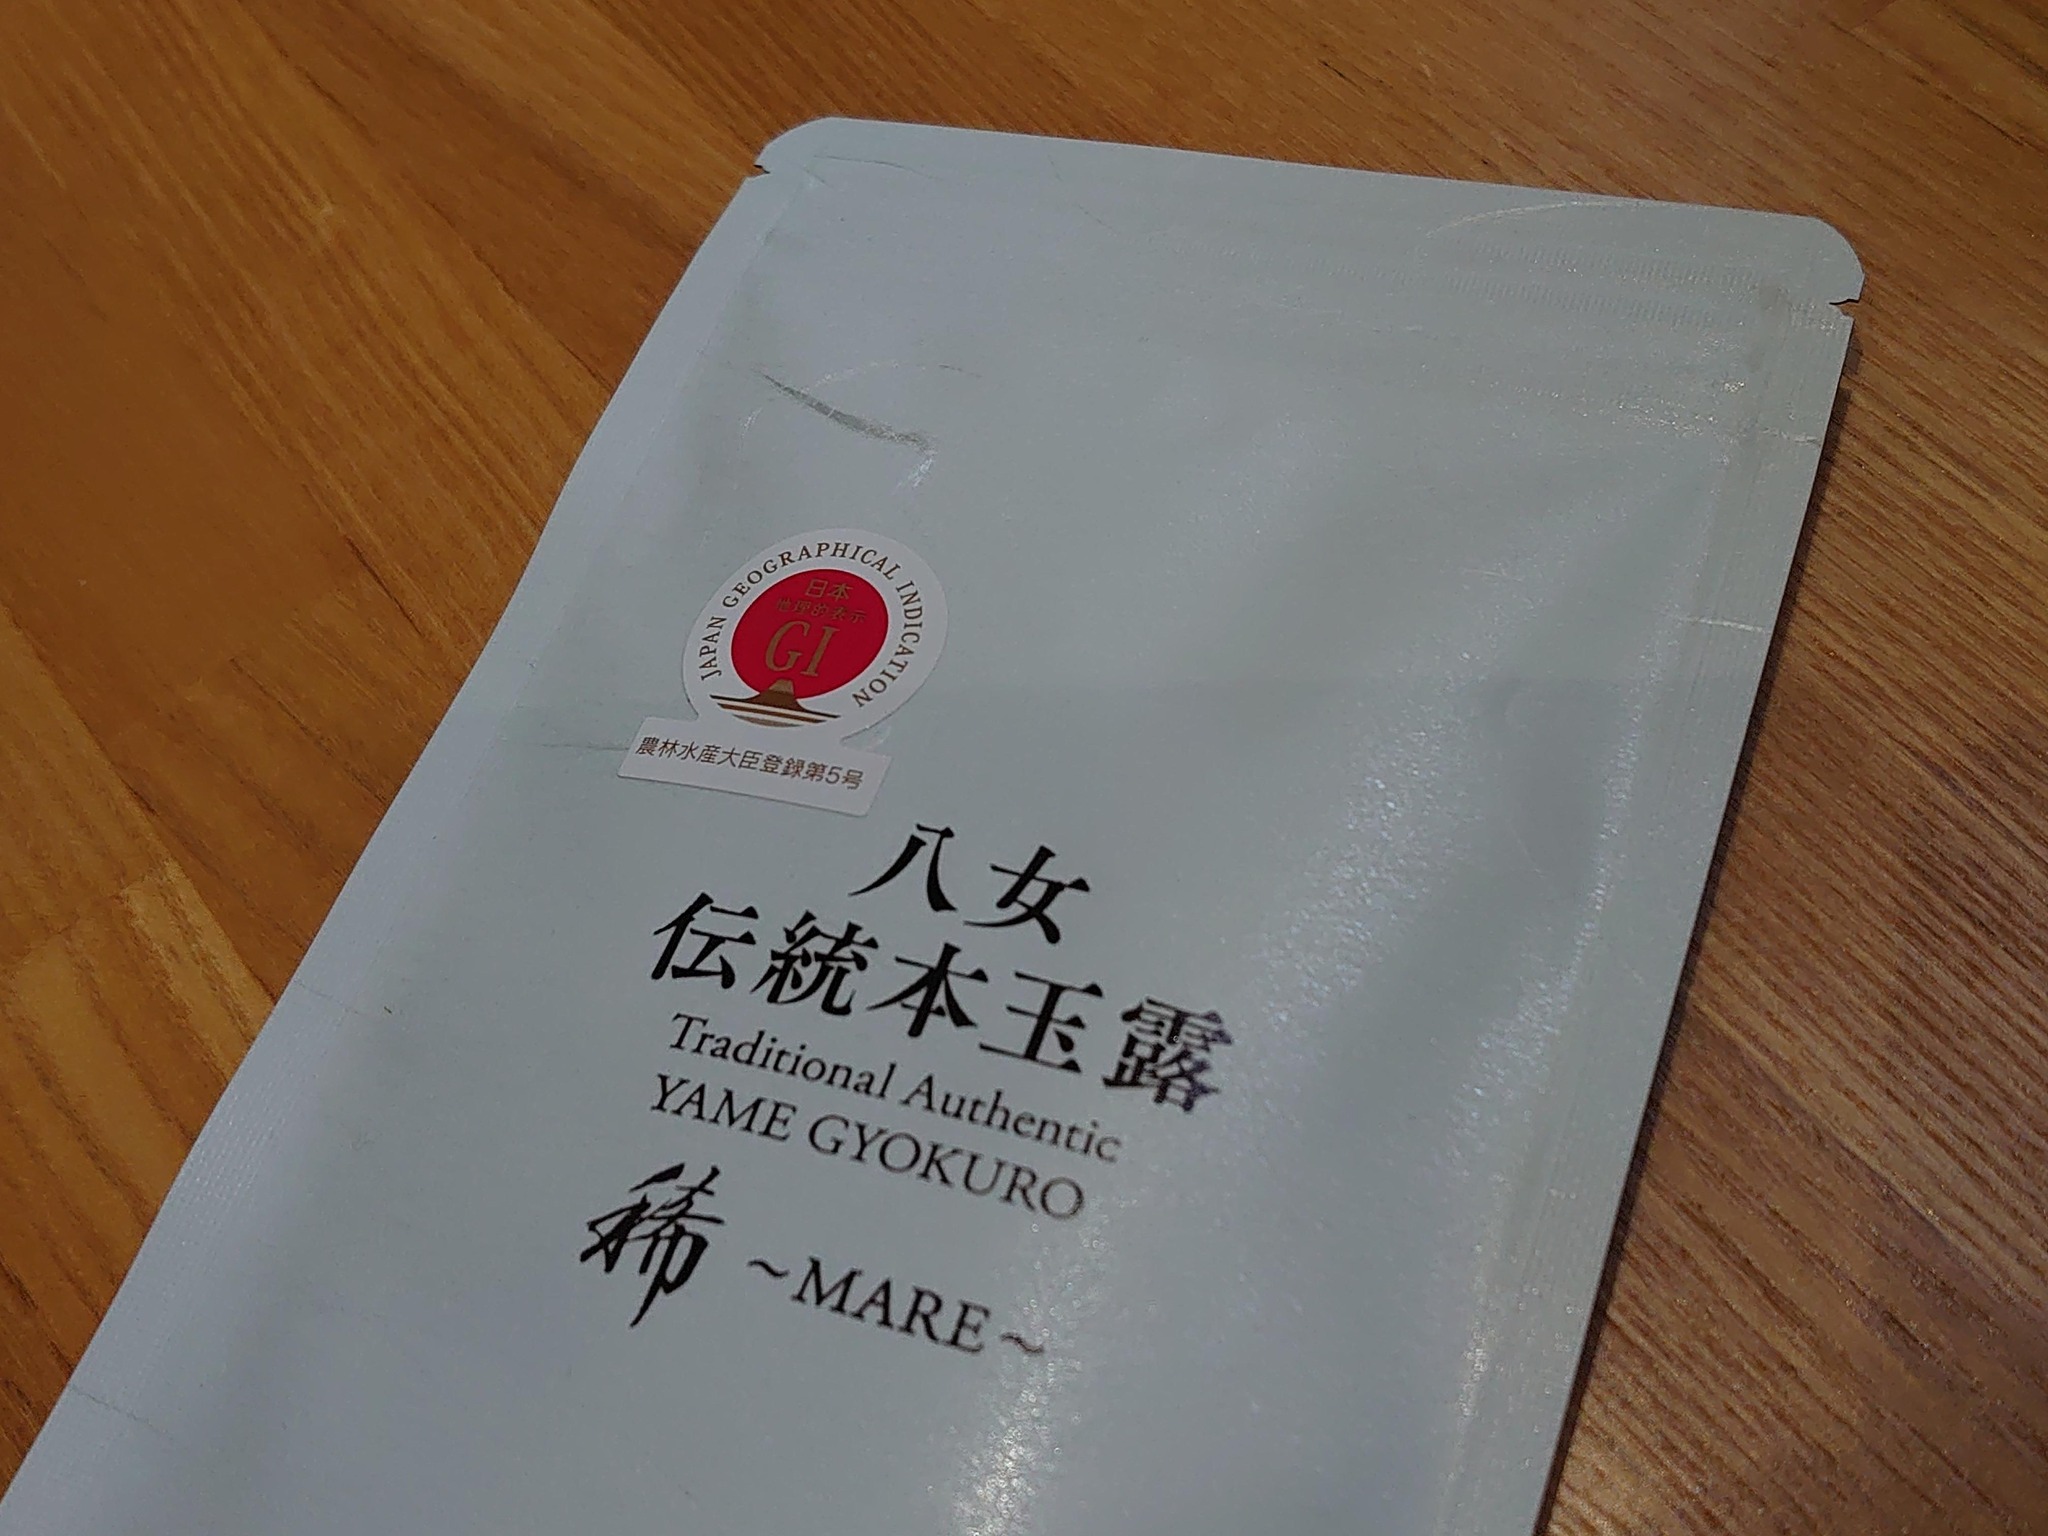 JAPAN GEOGRAPHICAL INDICATION
日本
地理的表示
GI
農林水産大臣登録第5号
八女
伝統本玉露
Traditional Authentic
YAME GYOKURO
稀 ~MARE~